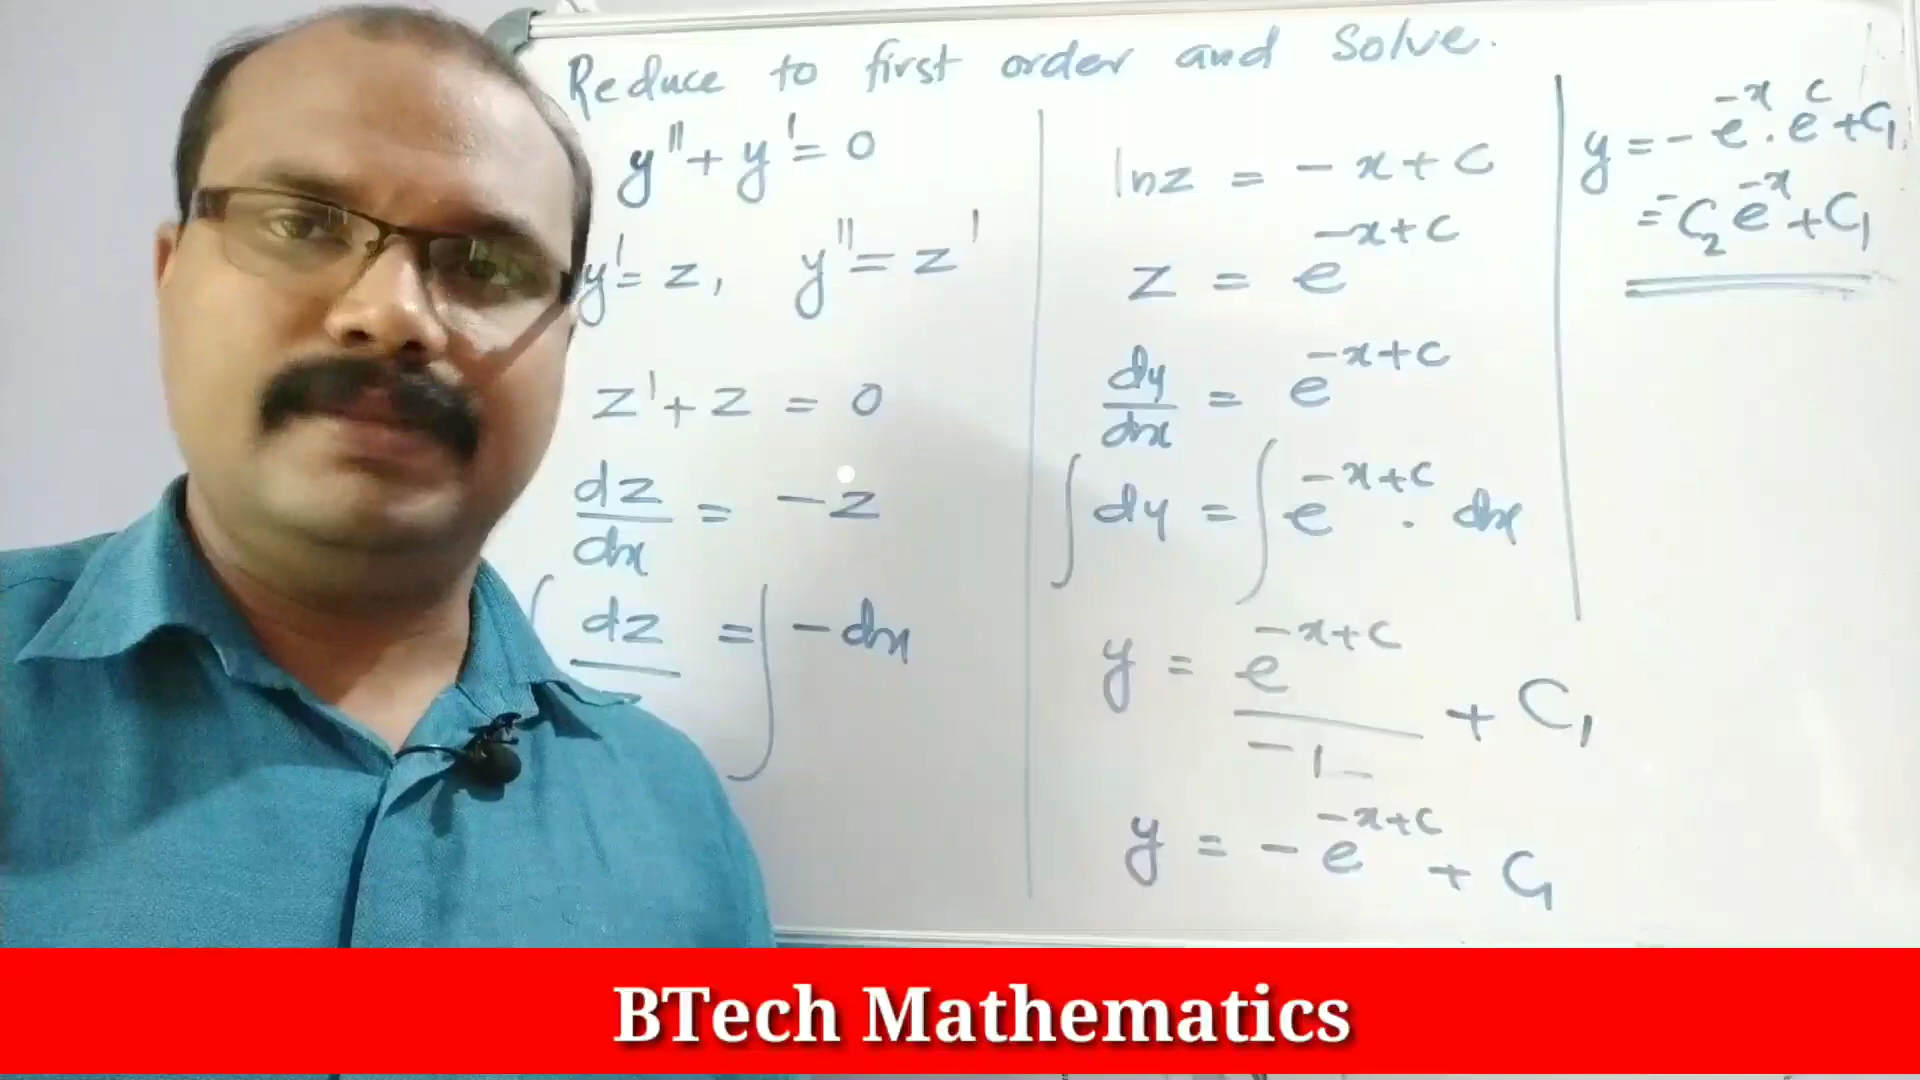 Reduce to first order and Solve.
y'' + y' = 0
y' = z, y'' = z'
z' + z = 0
dz/dx = -z
∫ dz/z = ∫ -dx
ln z = -x + c
z = e^{-x+c}
dy/dx = e^{-x+c}
∫ dy = ∫ e^{-x+c} . dx
y = e^{-x+c}/-1 + C₁
y = -e^{-x+c} + C₁
y = -e^{-x} . e^{c} + C₁
= -C₂ e^{-x} + C₁
BTech Mathematics